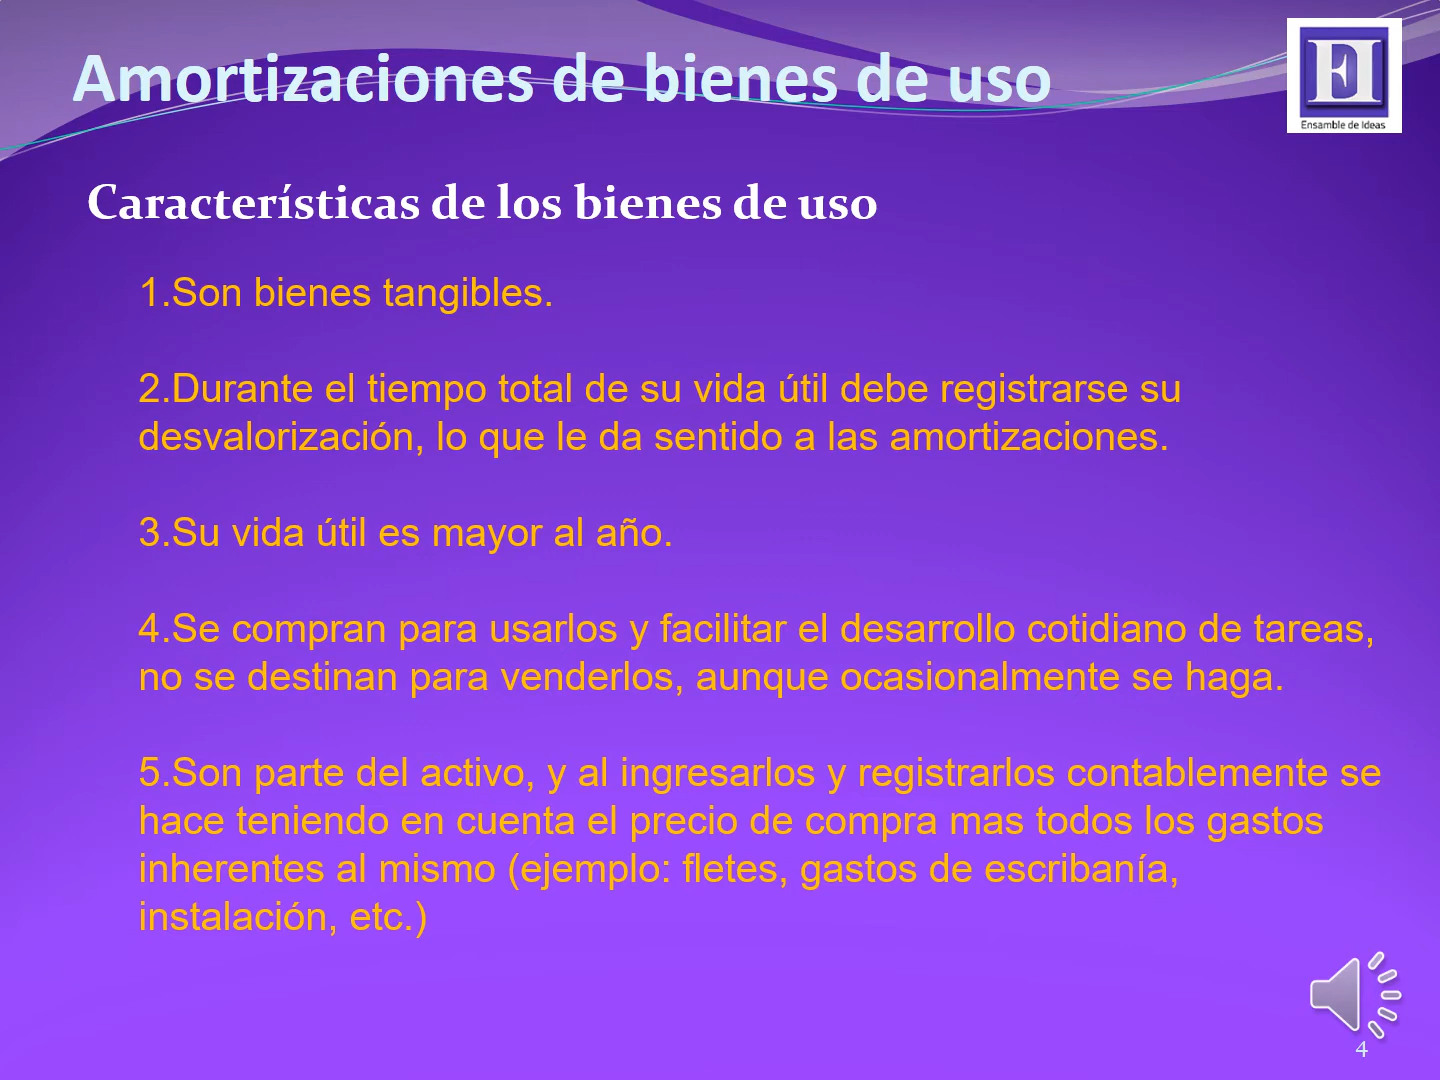 Amortizaciones de bienes de uso
EI
Ensamble de Ideas
Características de los bienes de uso
1.Son bienes tangibles.
2.Durante el tiempo total de su vida útil debe registrarse su
desvalorización, lo que le da sentido a las amortizaciones.
3.Su vida útil es mayor al año.
4.Se compran para usarlos y facilitar el desarrollo cotidiano de tareas,
no se destinan para venderlos, aunque ocasionalmente se haga.
5.Son parte del activo, y al ingresarlos y registrarlos contablemente se
hace teniendo en cuenta el precio de compra mas todos los gastos
inherentes al mismo (ejemplo: fletes, gastos de escribanía,
instalación, etc.)
4